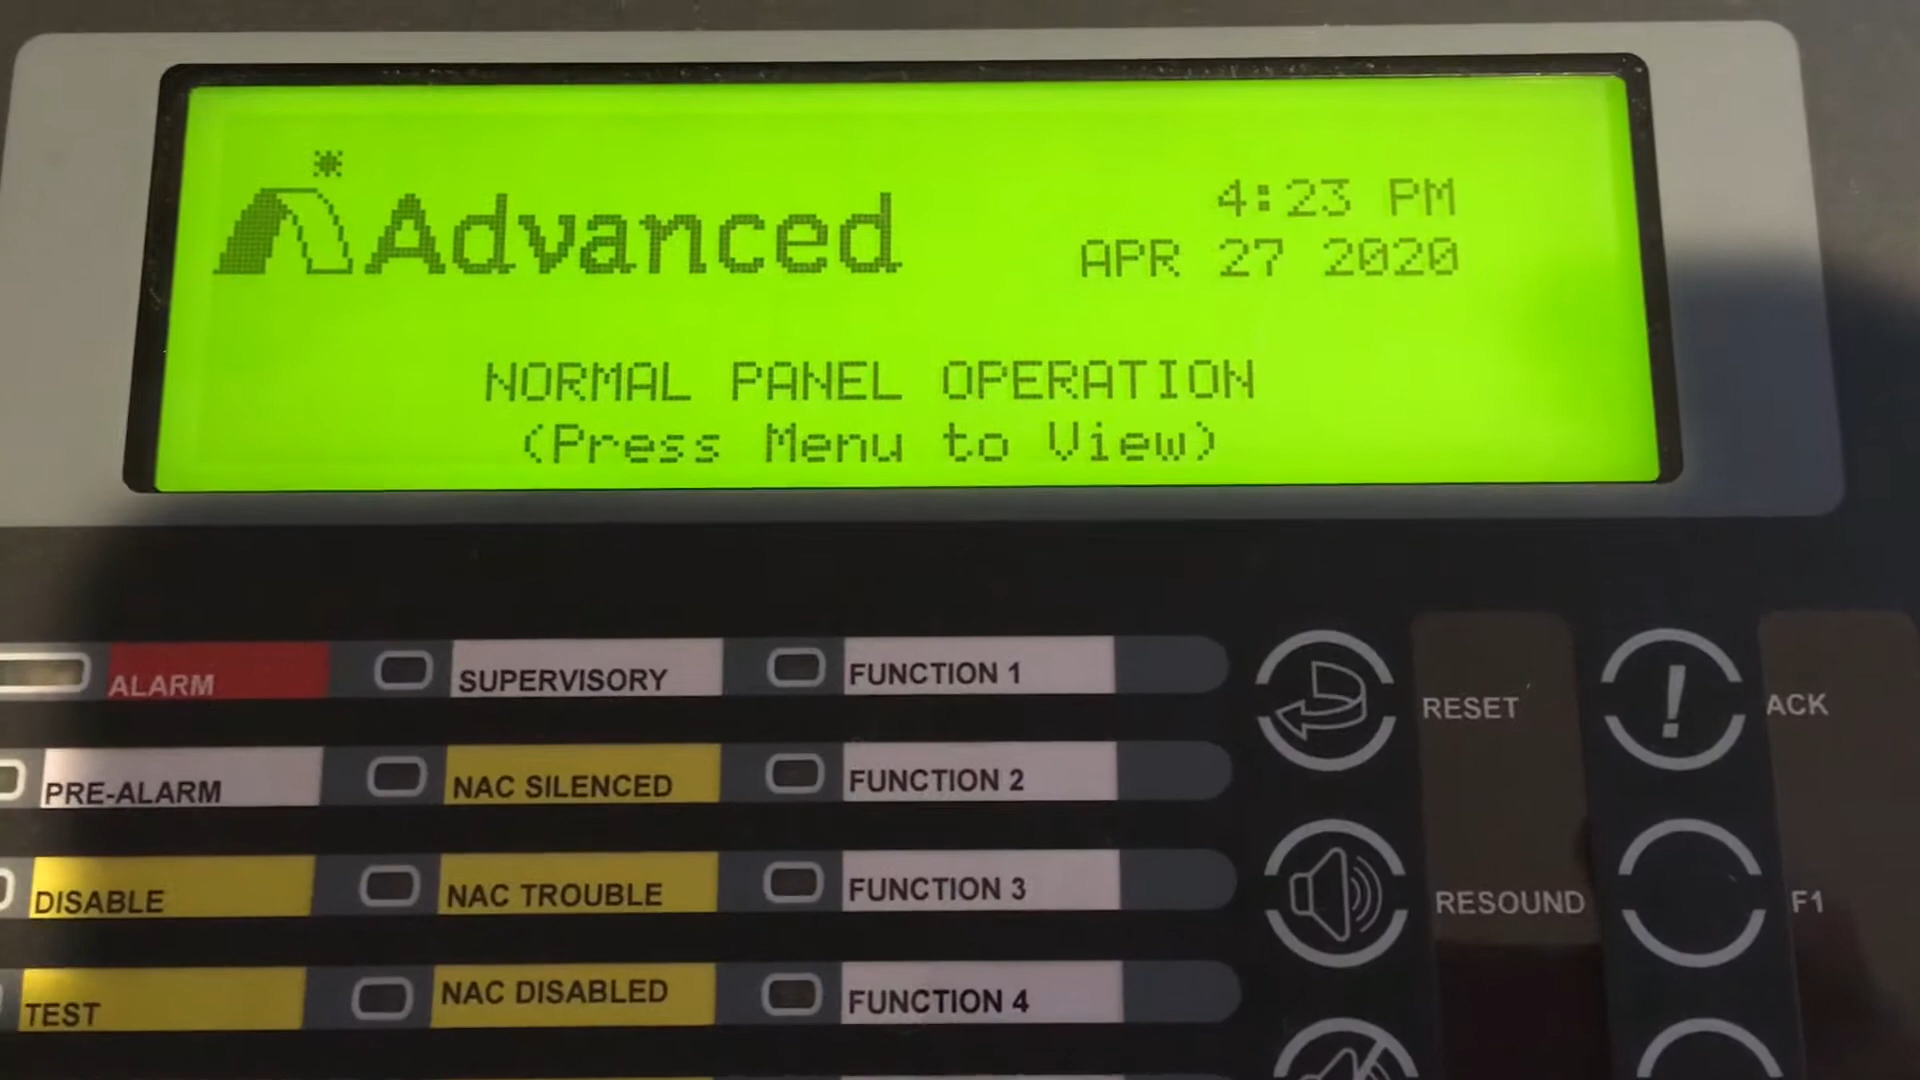 Advanced
4:23 PM
APR 27 2020
NORMAL PANEL OPERATION
(Press Menu to View)
ALARM
SUPERVISORY
FUNCTION 1
RESET
ACK
PRE-ALARM
NAC SILENCED
FUNCTION 2
DISABLE
NAC TROUBLE
FUNCTION 3
RESOUND
F1
TEST
NAC DISABLED
FUNCTION 4